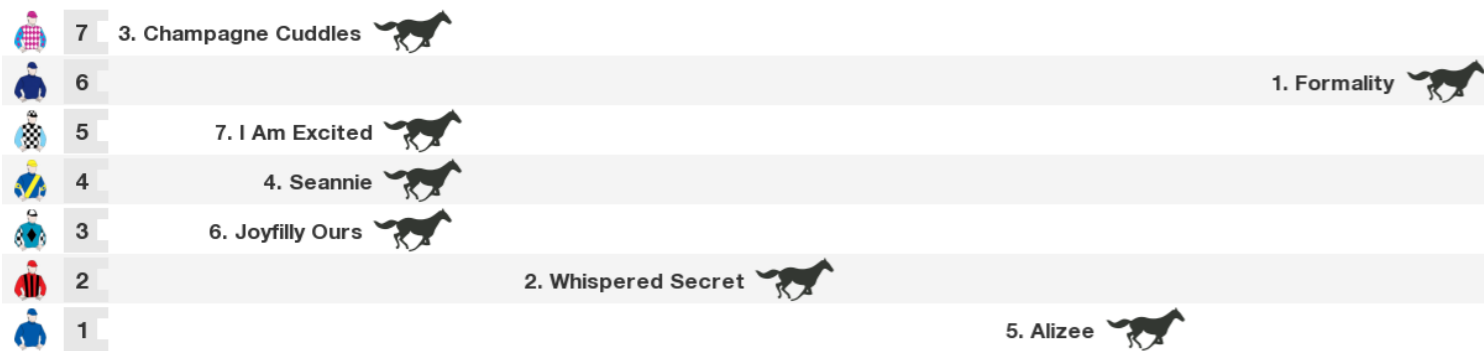 7 3. Champagne Cuddles
6 1. Formality
5 7. I Am Excited
4 4. Seannie
3 6. Joyfilly Ours
2 2. Whispered Secret
1 5. Alizee